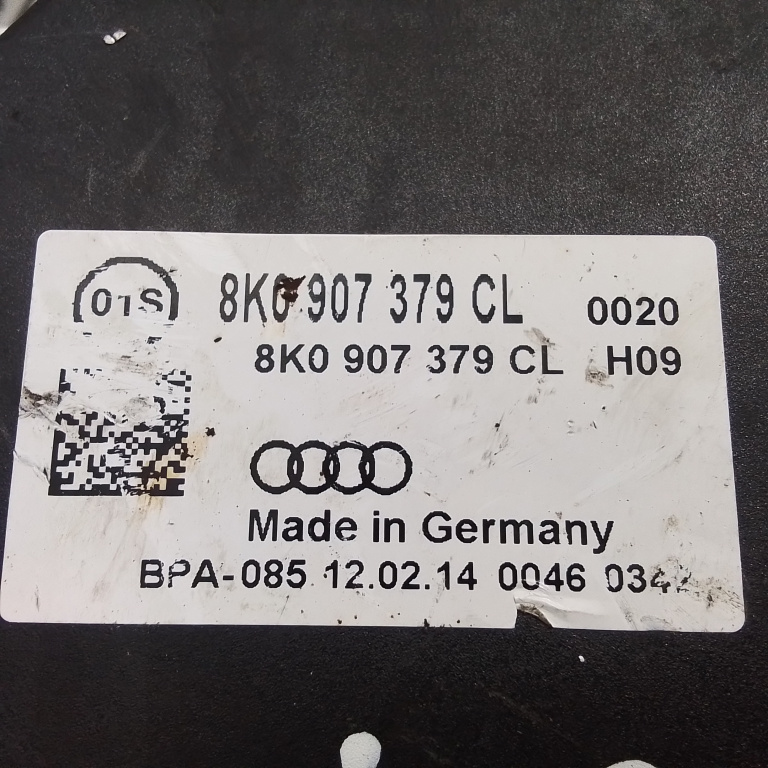 01S
8K0 907 379 CL 0020
8K0 907 379 CL H09
Made in Germany
BPA-085 12.02.14 0046